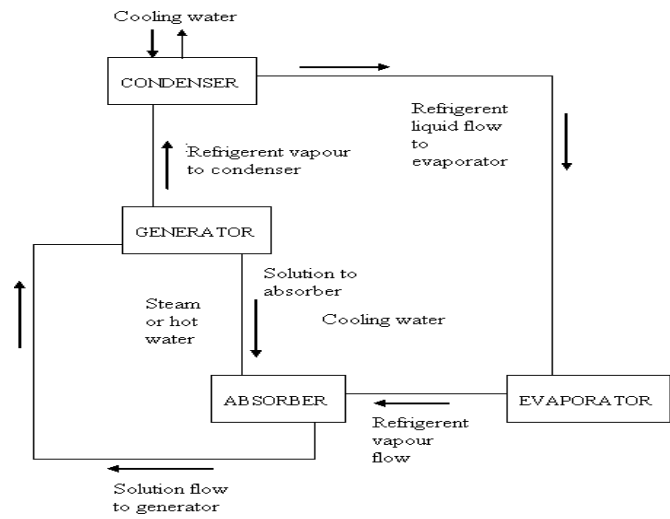 Cooling water
CONDENSER
Refrigerent
liquid flow
to
evaporator
Refrigerent vapour
to condenser
GENERATOR
Solution to
absorber
Steam
or hot
water
Cooling water
ABSORBER
EVAPORATOR
Refrigerent
vapour
flow
Solution flow
to generator